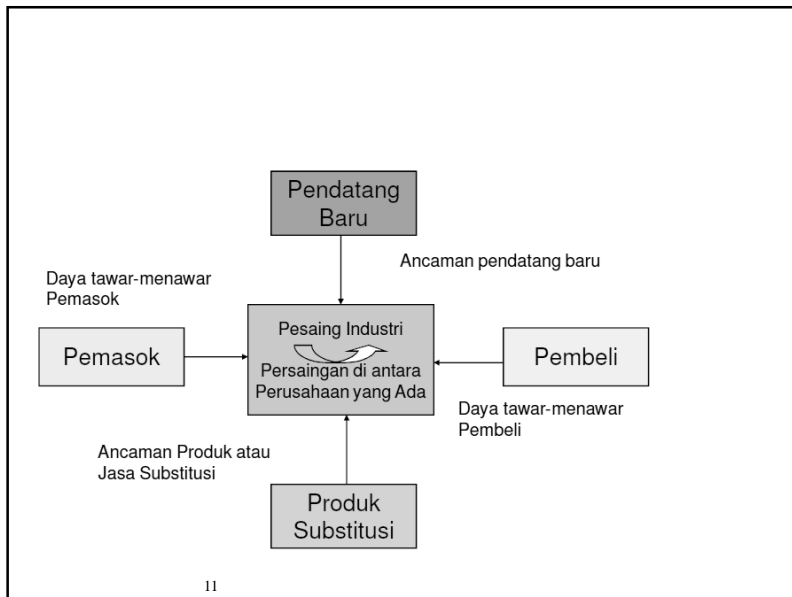 Pendatang
Baru
Ancaman pendatang baru
Daya tawar-menawar
Pemasok
Pemasok
Pesaing Industri
Persaingan di antara
Perusahaan yang Ada
Pembeli
Daya tawar-menawar
Pembeli
Ancaman Produk atau
Jasa Substitusi
Produk
Substitusi
11